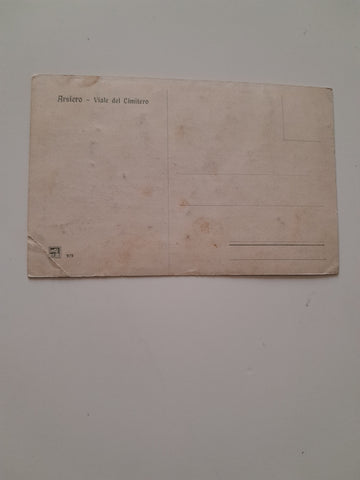 Arsiero - Viale del Cimitero